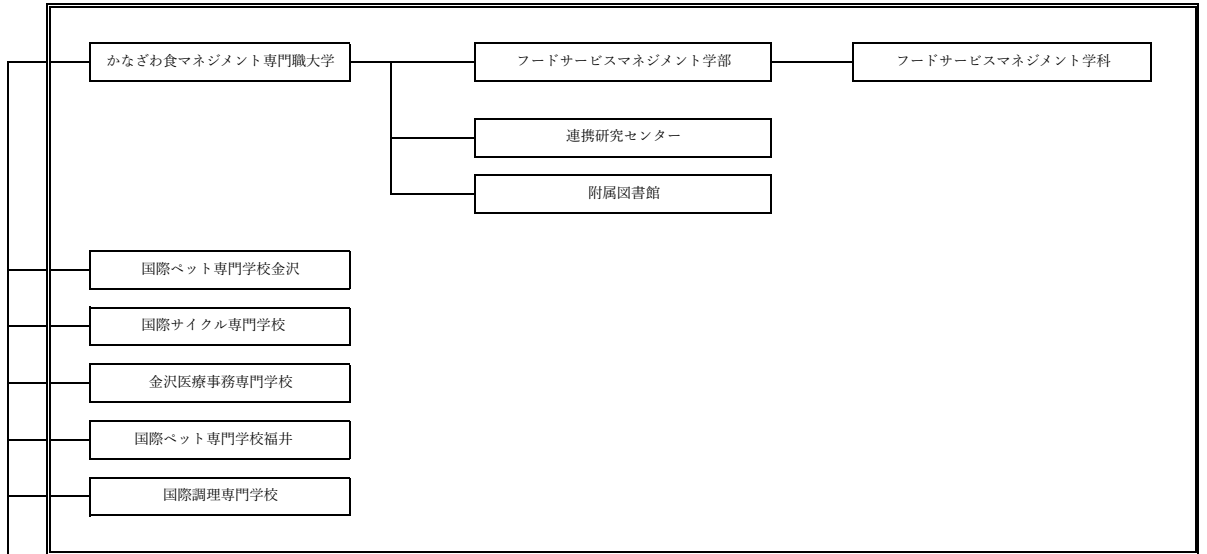 かなざわ食マネジメント専門職大学
フードサービスマネジメント学部
フードサービスマネジメント学科
連携研究センター
附属図書館
国際ペット専門学校金沢
国際サイクル専門学校
金沢医療事務専門学校
国際ペット専門学校福井
国際調理専門学校